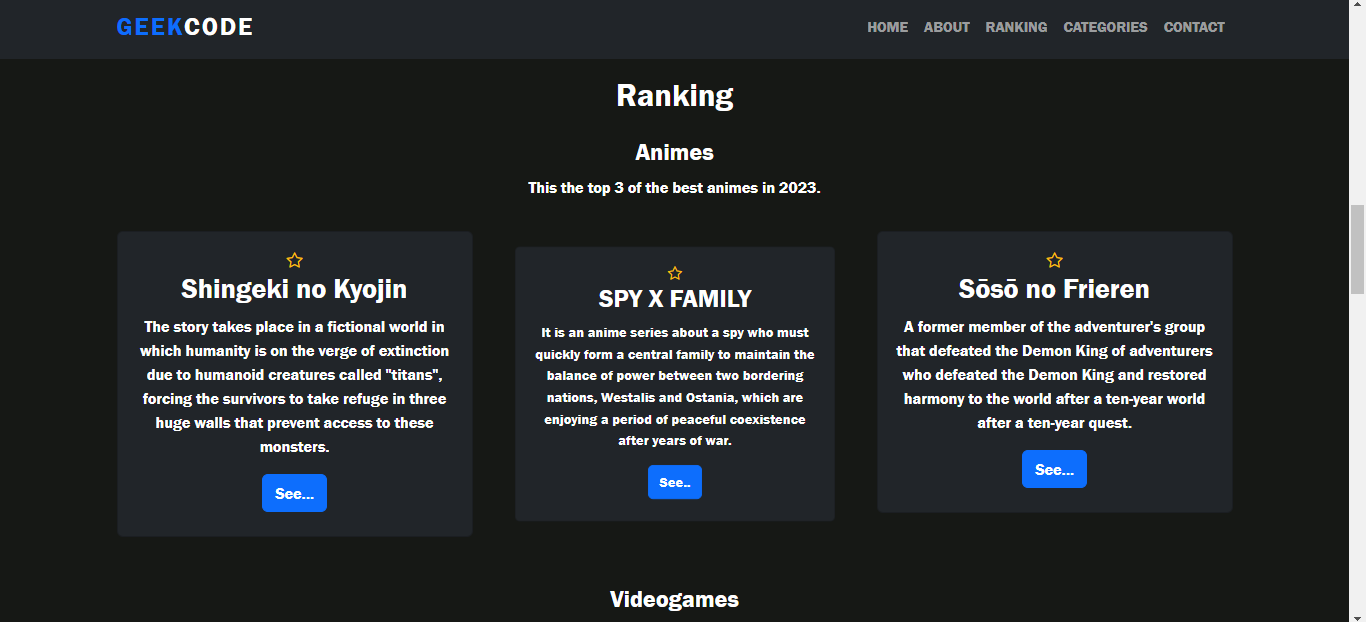 GEEKCODE
HOME ABOUT RANKING CATEGORIES CONTACT
Ranking
Animes
This the top 3 of the best animes in 2023.
Shingeki no Kyojin
The story takes place in a fictional world in
which humanity is on the verge of extinction
due to humanoid creatures called "titans",
forcing the survivors to take refuge in three
huge walls that prevent access to these
monsters.
See...
SPY X FAMILY
It is an anime series about a spy who must
quickly form a central family to maintain the
balance of power between two bordering
nations, Westalis and Ostania, which are
enjoying a period of peaceful coexistence
after years of war.
See..
Sōsō no Frieren
A former member of the adventurer's group
that defeated the Demon King of adventurers
who defeated the Demon King and restored
harmony to the world after a ten-year world
after a ten-year quest.
See...
Videogames